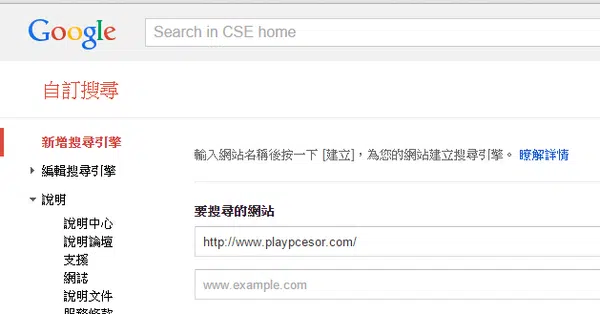 Google
Search in CSE home
自訂搜尋
新增搜尋引擎
輸入網站名稱後按一下 [建立]，為您的網站建立搜尋引擎。 瞭解詳情
編輯搜尋引擎
說明
說明中心
說明論壇
支援
網誌
說明文件
服務條款
要搜尋的網站
http://www.playpcesor.com/
www.example.com